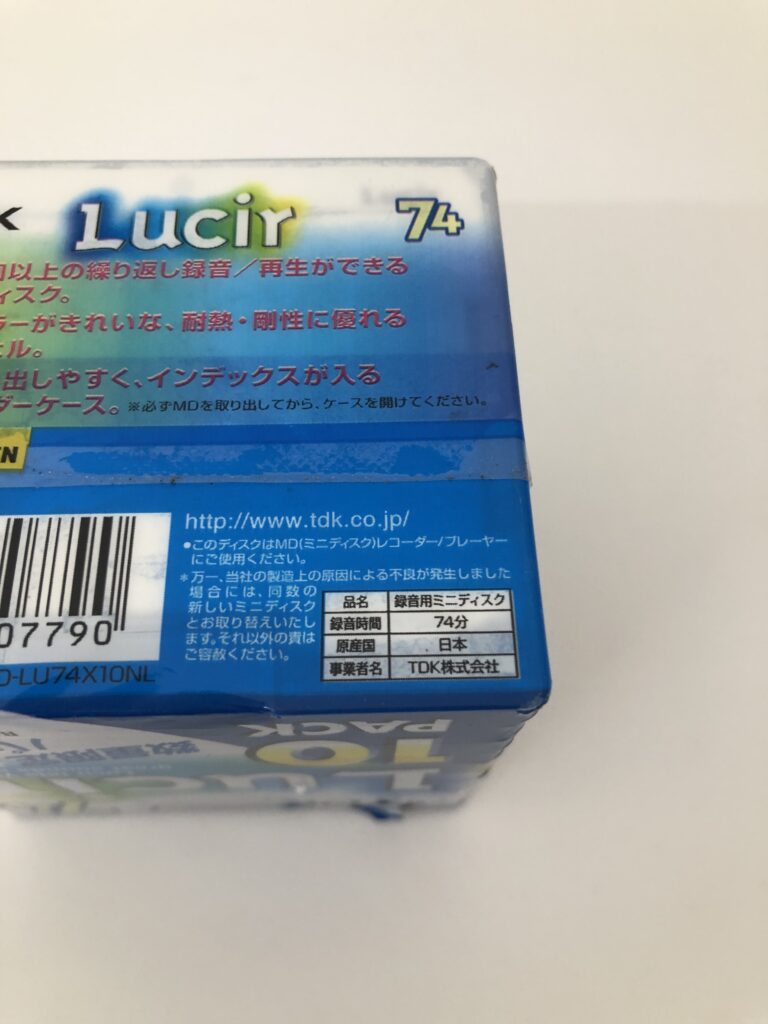 K Lucir 74
以上の繰り返し録音／再生ができる
ィスク。
ラーがきれいな、耐熱・剛性に優れる
ェル。
出しやすく、インデックスが入る
ダーケース。※必ずMDを取り出してから、ケースを開けてください。
EN
http://www.tdk.co.jp/
●このディスクはMD(ミニディスク)レコーダー/プレーヤー
にご使用ください。
＊万一、当社の製造上の原因による不良が発生しました
場合には、同数の
新しいミニディスク
とお取り替えいたし
ます。それ以外の責は
ご容赦ください。
品名 録音用ミニディスク
録音時間 74分
原産国 日本
事業者名 TDK株式会社
07790
D-LU74X10NL
10
PACK
数量限定